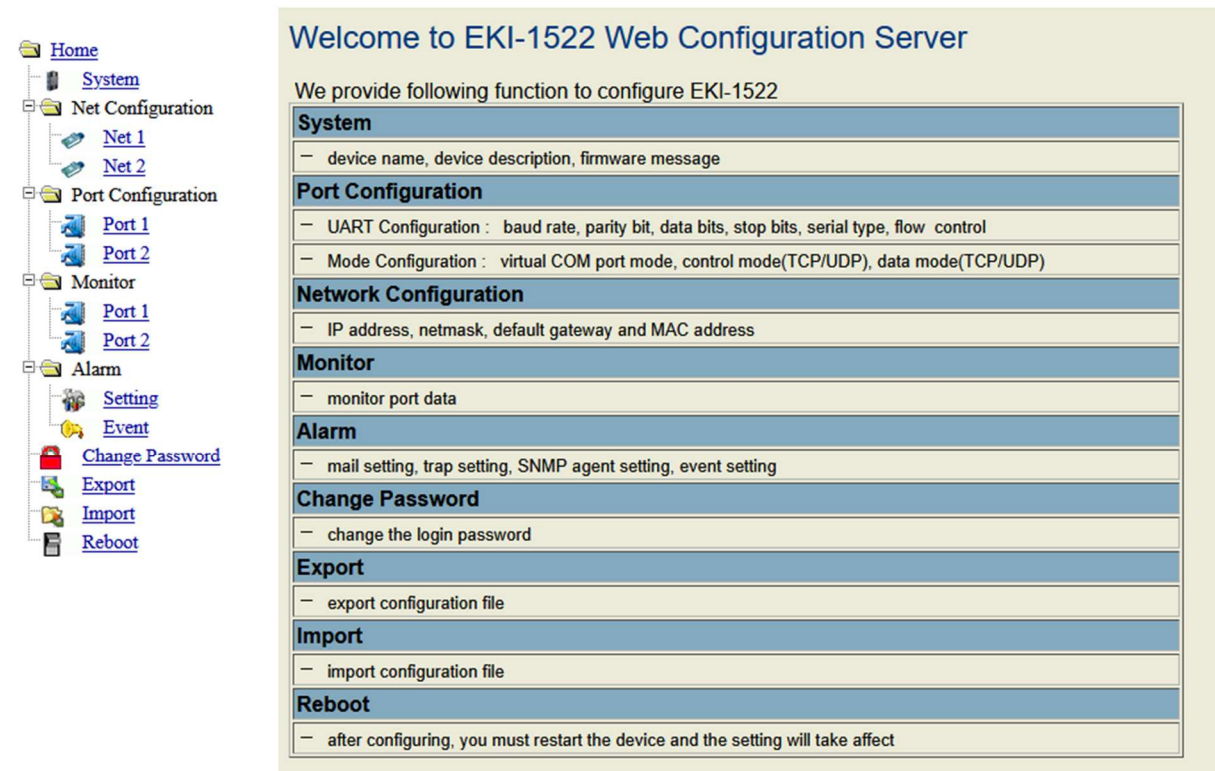 Home
System
Net Configuration
Net 1
Net 2
Port Configuration
Port 1
Port 2
Monitor
Port 1
Port 2
Alarm
Setting
Event
Change Password
Export
Import
Reboot
Welcome to EKI-1522 Web Configuration Server
We provide following function to configure EKI-1522
System
– device name, device description, firmware message
Port Configuration
– UART Configuration : baud rate, parity bit, data bits, stop bits, serial type, flow control
– Mode Configuration : virtual COM port mode, control mode(TCP/UDP), data mode(TCP/UDP)
Network Configuration
– IP address, netmask, default gateway and MAC address
Monitor
– monitor port data
Alarm
– mail setting, trap setting, SNMP agent setting, event setting
Change Password
– change the login password
Export
– export configuration file
Import
– import configuration file
Reboot
– after configuring, you must restart the device and the setting will take affect